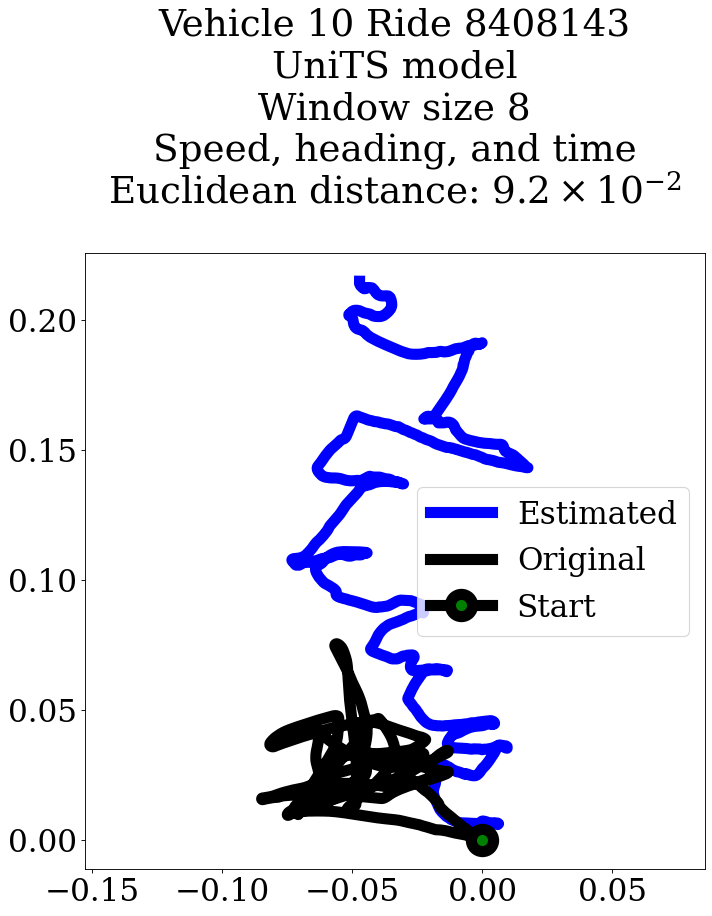 Vehicle 10 Ride 8408143
UniTS model
Window size 8
Speed, heading, and time
Euclidean distance: 9.2 × 10⁻²
0.20
0.15
0.10
0.05
0.00
Estimated
Original
Start
−0.15 −0.10 −0.05 0.00 0.05